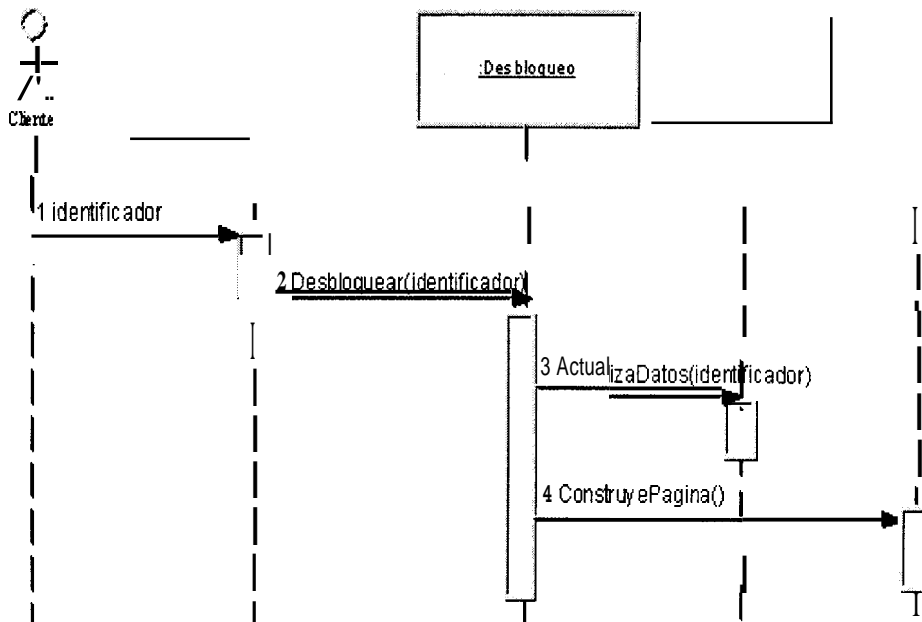 :Desbloqueo
Cliente
1 identificador
2 Desbloquear(identificador)
3 ActualizaDatos(identificador)
4 ConstruyePagina()